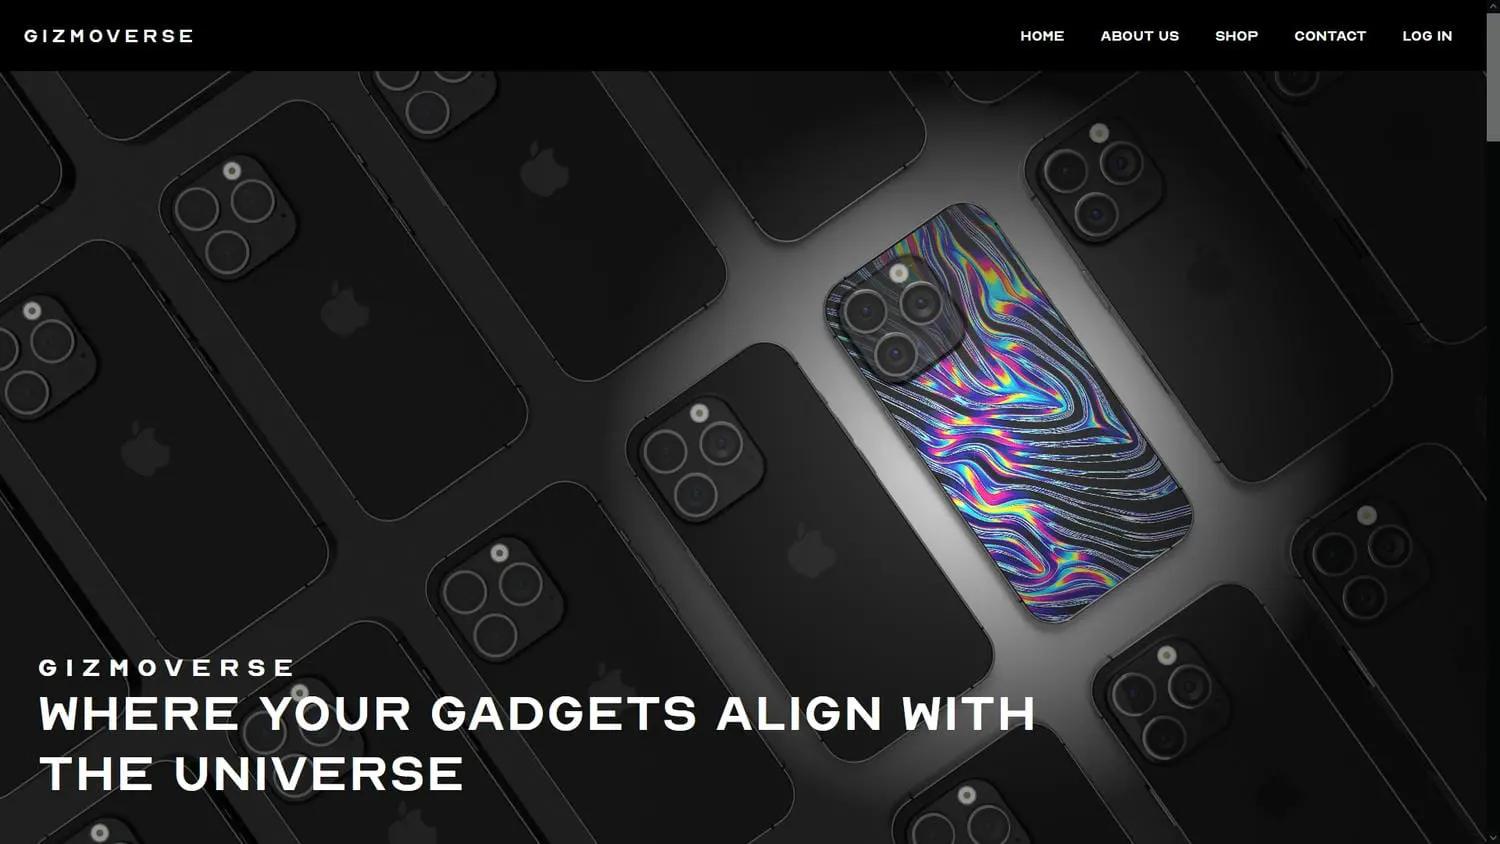 GIZMOVERSE
HOME ABOUT US SHOP CONTACT LOG IN
GIZMOVERSE
WHERE YOUR GADGETS ALIGN WITH
THE UNIVERSE